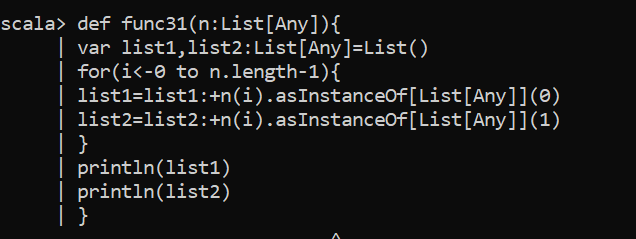 scala> def func31(n:List[Any]){
| var list1,list2:List[Any]=List()
| for(i<-0 to n.length-1){
| list1=list1:+n(i).asInstanceOf[List[Any]](0)
| list2=list2:+n(i).asInstanceOf[List[Any]](1)
| }
| println(list1)
| println(list2)
| }
^